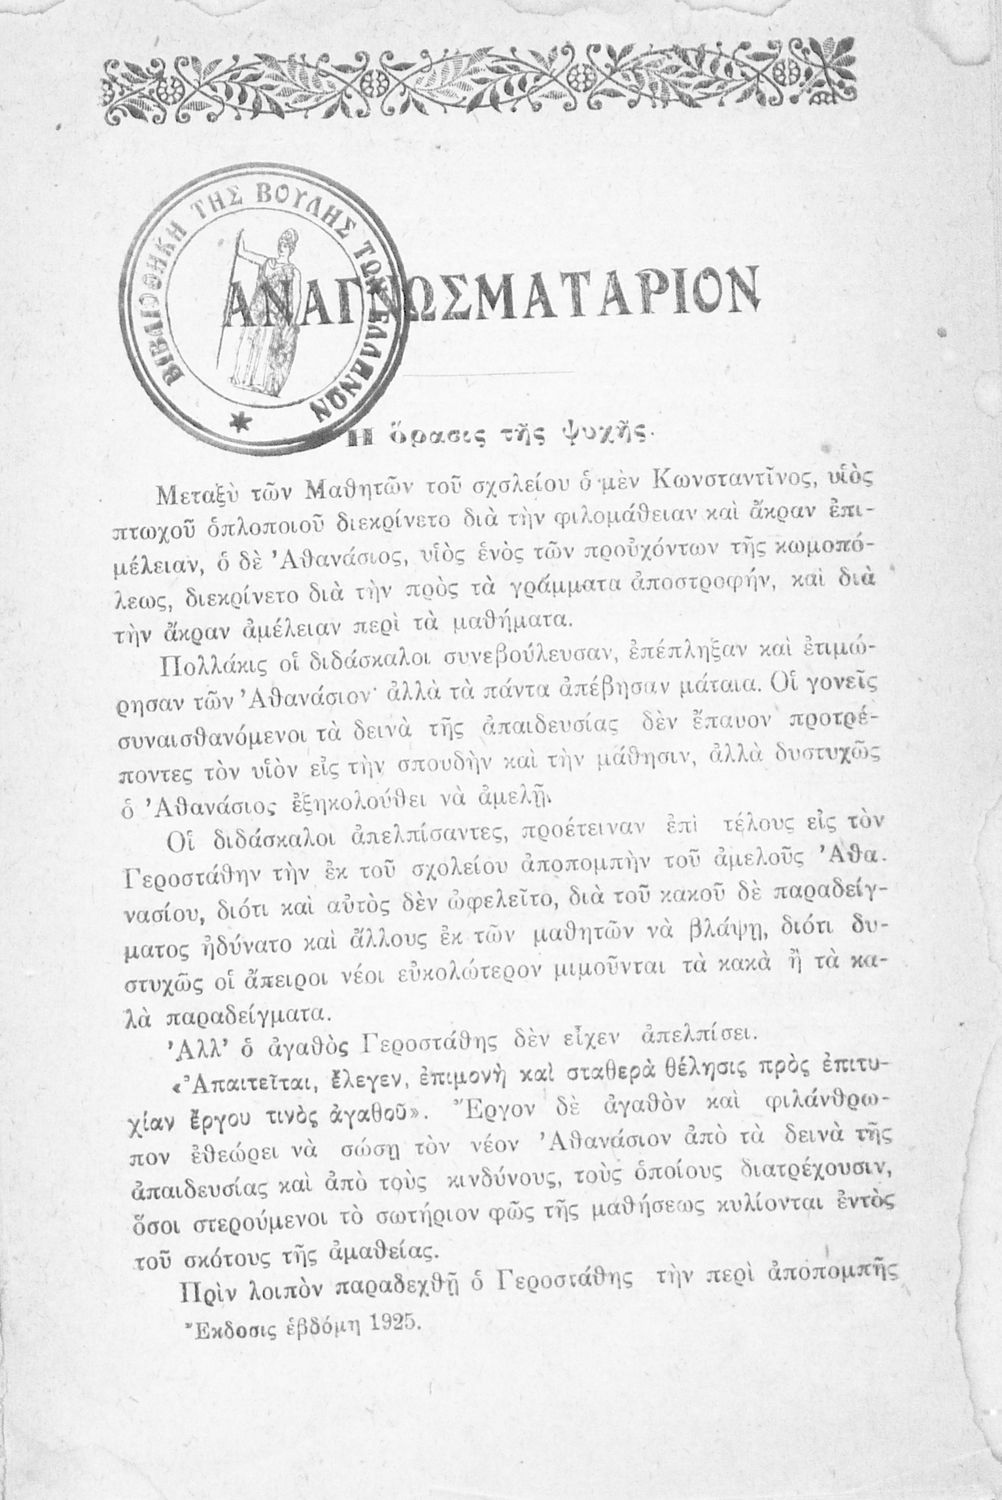 ΒΙΒΛΙΟΘΗΚΗ ΤΗΣ ΒΟΥΛΗΣ ΤΩΝ ΕΛΛΗΝΩΝ
ΑΝΑΓΝΩΣΜΑΤΑΡΙΟΝ
Η ὅρασις τῆς ψυχῆς.
Μεταξὺ τῶν Μαθητῶν τοῦ σχσλείου ὁ μὲν Κωνσταντῖνος, υἱὸς
πτωχοῦ ὁπλοποιοῦ διεκρίνετο διὰ τὴν φιλομάθειαν καὶ ἄκραν ἐπι-
μέλειαν, ὁ δὲ Ἀθανάσιος, υἱὸς ἑνὸς τῶν προὐχόντων τῆς κωμοπό-
λεως, διεκρίνετο διὰ τὴν πρὸς τὰ γράμματα ἀποστροφήν, καὶ διὰ
τὴν ἄκραν ἀμέλειαν περὶ τὰ μαθήματα.
Πολλάκις οἱ διδάσκαλοι συνεβούλευσαν, ἐπέπληξαν καὶ ἐτιμώ-
ρησαν τῶν Ἀθανάσιον· ἀλλὰ τὰ πάντα ἀπέβησαν μάταια. Οἱ γονεῖς
συναισθανόμενοι τὰ δεινὰ τῆς ἀπαιδευσίας δὲν ἔπαυον προτρέ-
ποντες τὸν υἱὸν εἰς τὴν σπουδὴν καὶ τὴν μάθησιν, ἀλλὰ δυστυχῶς
ὁ Ἀθανάσιος ἐξηκολούθει νὰ ἀμελῇ.
Οἱ διδάσκαλοι ἀπελπίσαντες, προέτειναν ἐπὶ τέλους εἰς τὸν
Γεροστάθην τὴν ἐκ τοῦ σχολείου ἀποπομπὴν τοῦ ἀμελοῦς Ἀθα.
νασίου, διότι καὶ αὐτὸς δὲν ὠφελεῖτο, διὰ τοῦ κακοῦ δὲ παραδείγ-
ματος ἠδύνατο καὶ ἄλλους ἐκ τῶν μαθητῶν νὰ βλάψῃ, διότι δυ-
στυχῶς οἱ ἄπειροι νέοι εὐκολώτερον μιμοῦνται τὰ κακὰ ἢ τὰ κα-
λὰ παραδείγματα.
Ἀλλ' ὁ ἀγαθὸς Γεροστάθης δὲν εἶχεν ἀπελπίσει.
«Ἀπαιτεῖται, ἔλεγεν, ἐπιμονὴ καὶ σταθερὰ θέλησις πρὸς ἐπιτυ-
χίαν ἔργου τινὸς ἀγαθοῦ». Ἔργον δὲ ἀγαθὸν καὶ φιλάνθρω-
πον ἐθεώρει νὰ σώσῃ τὸν νέον Ἀθανάσιον ἀπὸ τὰ δεινὰ τῆς
ἀπαιδευσίας καὶ ἀπὸ τοὺς κινδύνους, τοὺς ὁποίους διατρέχουσιν,
ὅσοι στερούμενοι τὸ σωτήριον φῶς τῆς μαθήσεως κυλίονται ἐντὸς
τοῦ σκότους τῆς ἀμαθείας.
Πρὶν λοιπὸν παραδεχθῇ ὁ Γεροστάθης τὴν περὶ ἀποπομπῆς
Ἔκδοσις ἑβδόμη 1925.